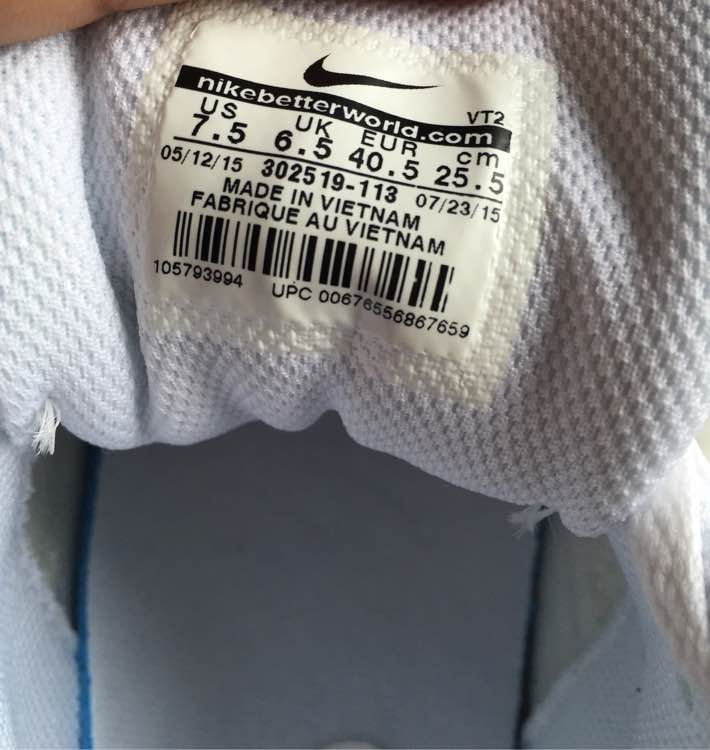 nikebetterworld.com
VT2
US UK EUR cm
7.5 6.5 40.5 25.5
05/12/15 302519-113 07/23/15
MADE IN VIETNAM
FABRIQUE AU VIETNAM
105793994 UPC 00676556867659